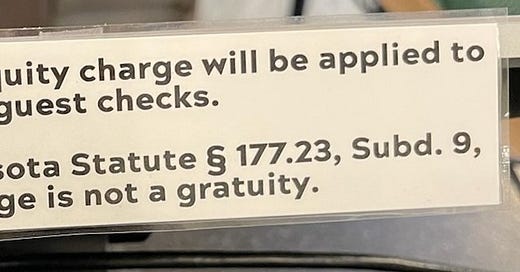 uity charge will be applied to
guest checks.
sota Statute § 177.23, Subd. 9,
ge is not a gratuity.